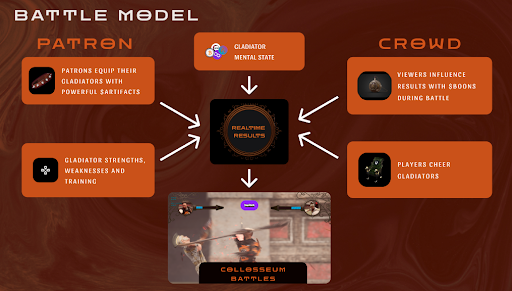 BATTLE MODEL
PATRON
CROWD
GLADIATOR
MENTAL STATE
PATRONS EQUIP THEIR
GLADIATORS WITH
POWERFUL $ARTIFACTS
VIEWERS INFLUENCE
RESULTS WITH $BOONS
DURING BATTLE
REALTIME
RESULTS
GLADIATOR STRENGTHS,
WEAKNESSES AND
TRAINING
PLAYERS CHEER
GLADIATORS
COLLOSSEUM
BATTLES